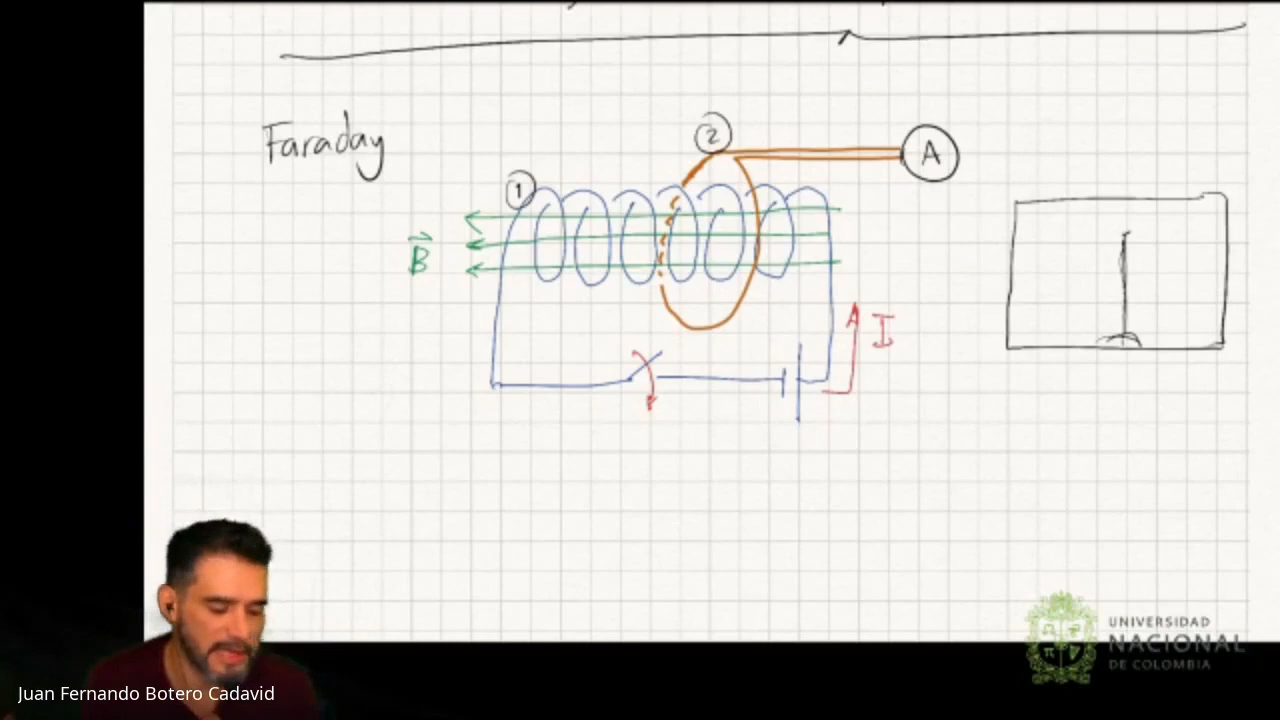 Faraday
2
A
1
B
I
UNIVERSIDAD
NACIONAL
DE COLOMBIA
Juan Fernando Botero Cadavid